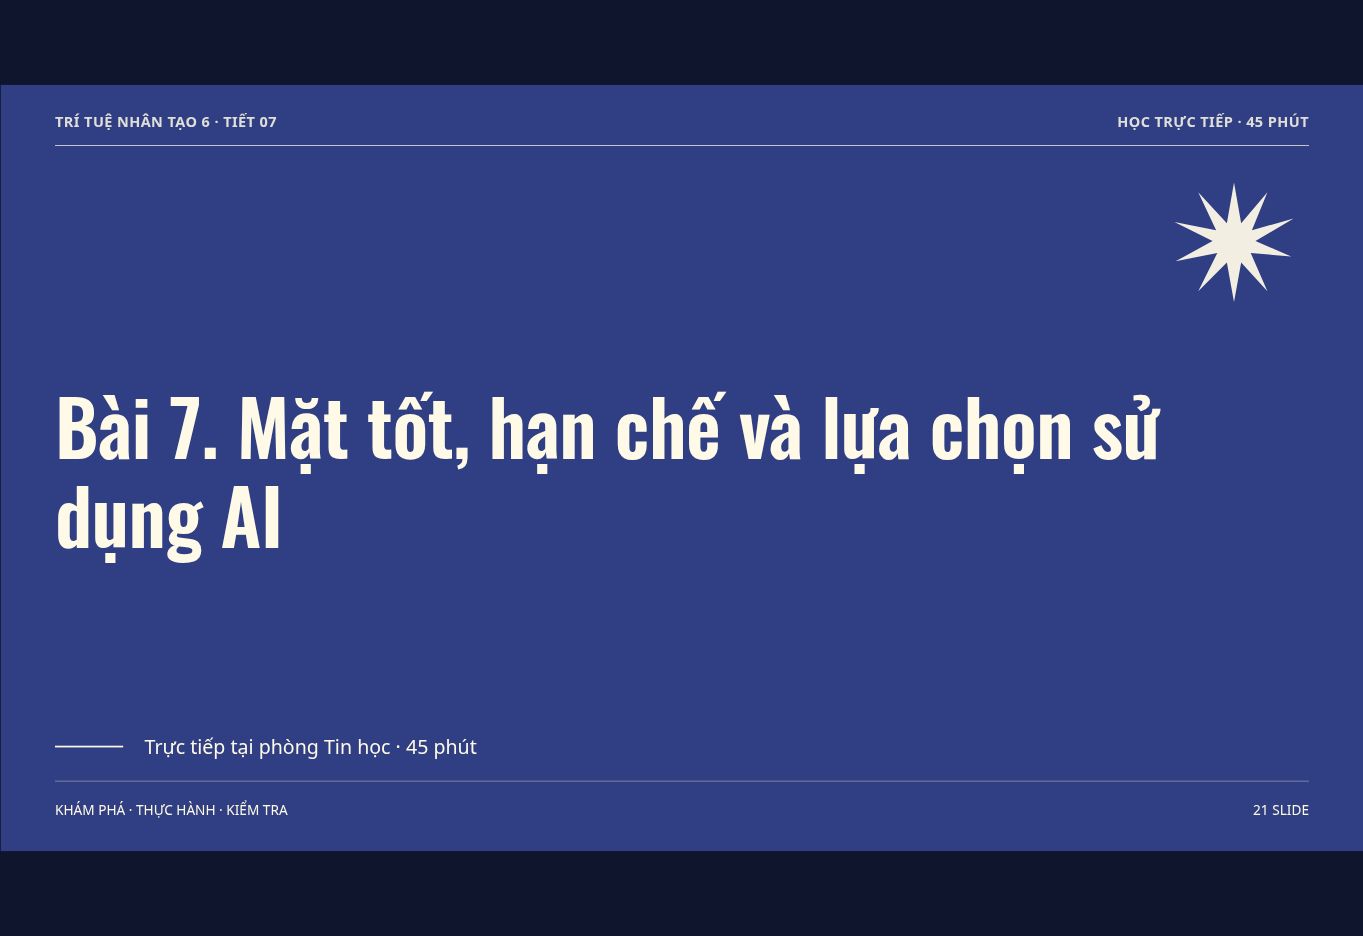 TRÍ TUỆ NHÂN TẠO 6 · TIẾT 07
HỌC TRỰC TIẾP · 45 PHÚT
Bài 7. Mặt tốt, hạn chế và lựa chọn sử
dụng AI
Trực tiếp tại phòng Tin học · 45 phút
KHÁM PHÁ · THỰC HÀNH · KIỂM TRA
21 SLIDE